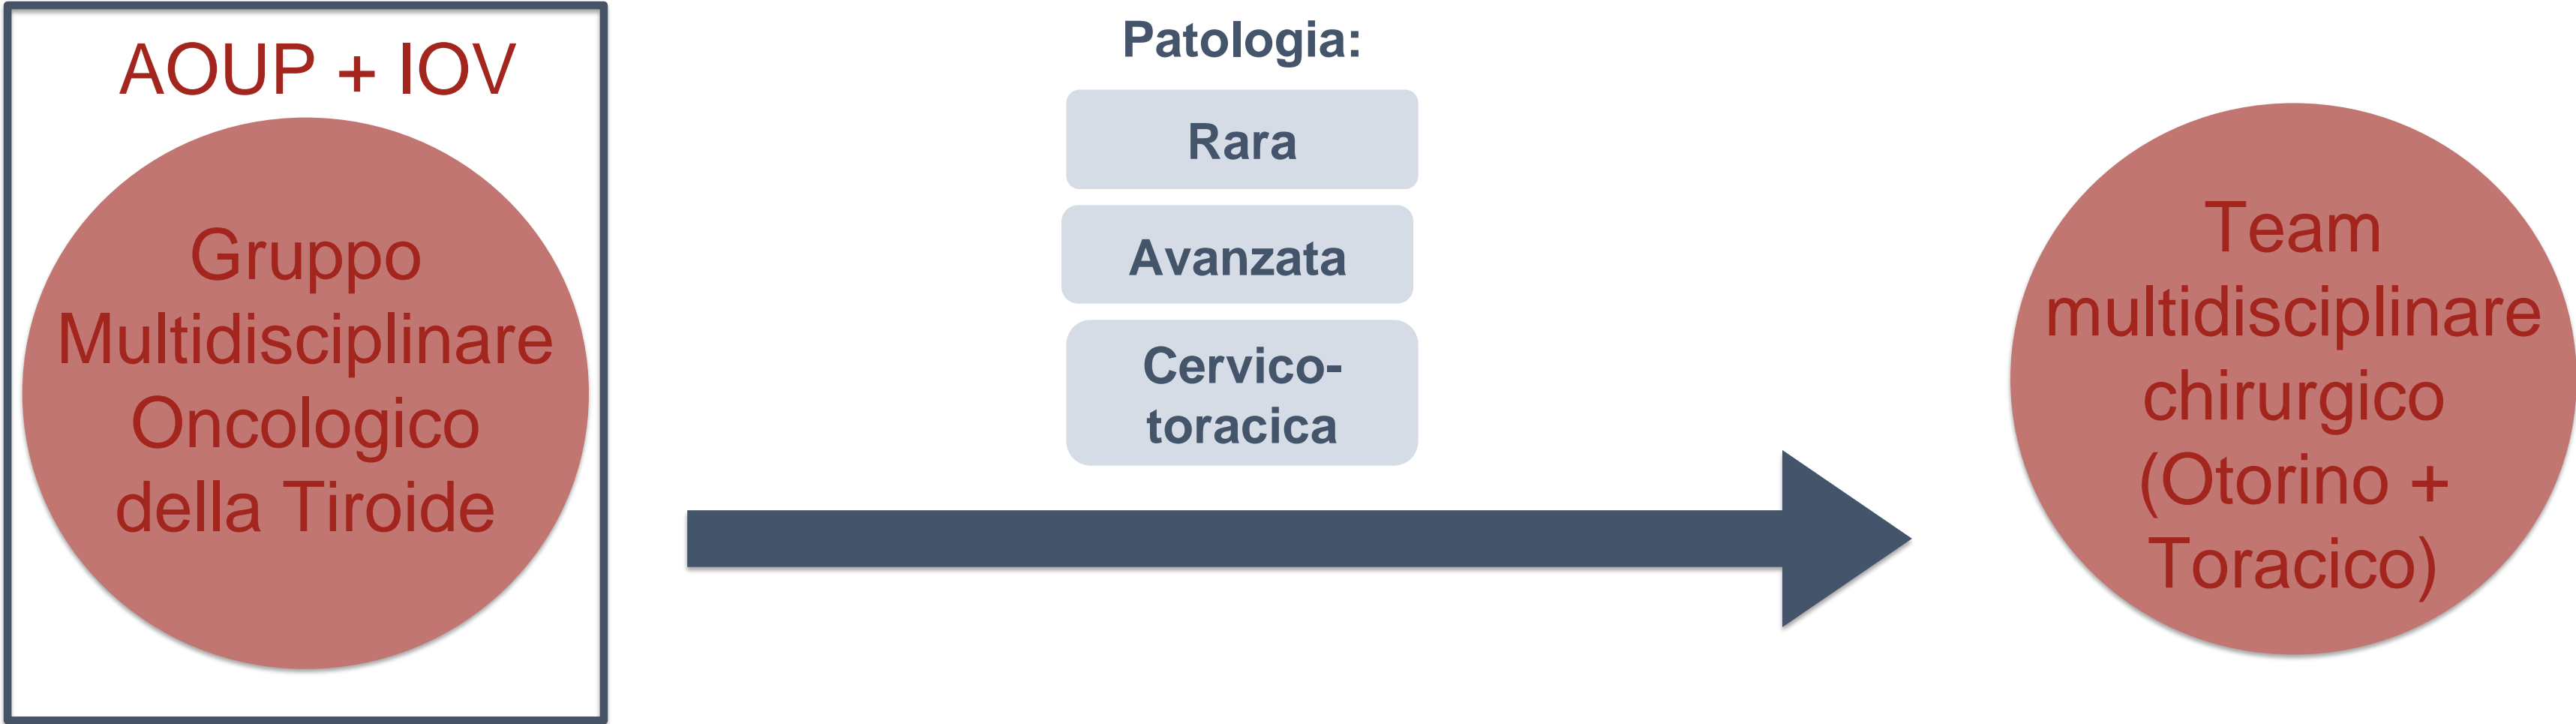 AOUP + IOV
Gruppo
Multidisciplinare
Oncologico
della Tiroide
Patologia:
Rara
Avanzata
Cervico-
toracica
Team
multidisciplinare
chirurgico
(Otorino +
Toracico)